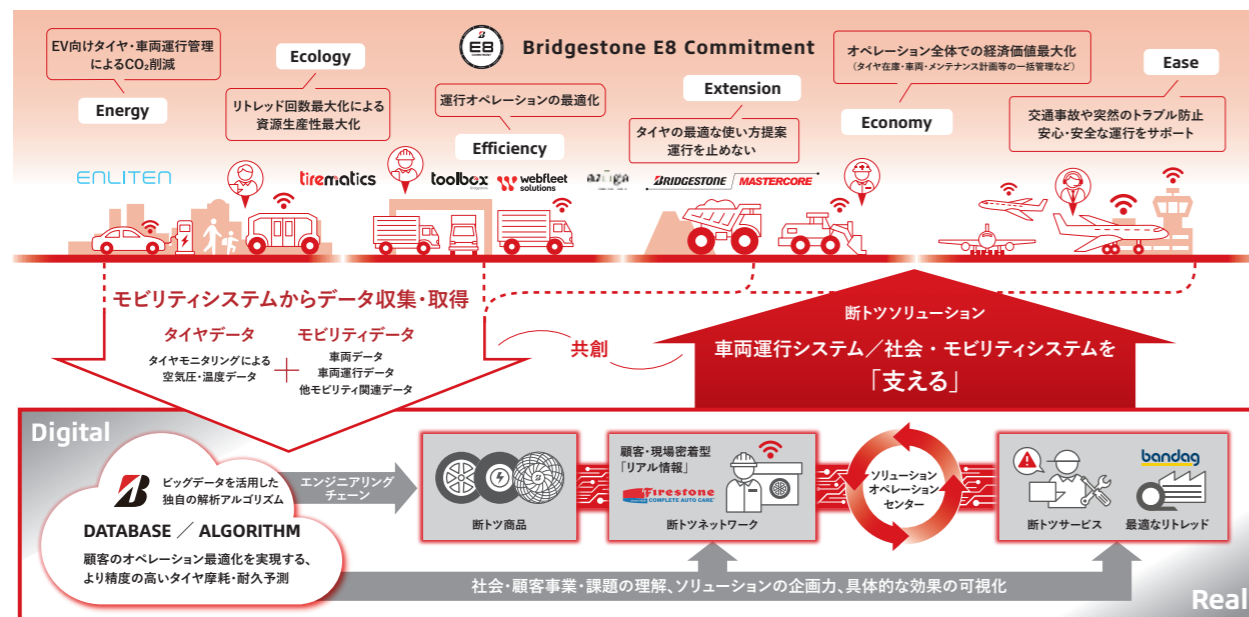 E8
Bridgestone E8 Commitment
EV向けタイヤ・車両運行管理
によるCO₂削減
Energy
Ecology
リトレッド回数最大化による
資源生産性最大化
運行オペレーションの最適化
Efficiency
Extension
タイヤの最適な使い方提案
運行を止めない
オペレーション全体での経済価値最大化
(タイヤ在庫・車両・メンテナンス計画等の一括管理など)
Economy
Ease
交通事故や突然のトラブル防止
安心・安全な運行をサポート
ENLITEN
tirematics
toolbox
webfleet
solutions
BRIDGESTONE
MASTERCORE
モビリティシステムからデータ収集・取得
タイヤデータ
タイヤモニタリングによる
空気圧・温度データ
モビリティデータ
車両データ
車両運行データ
他モビリティ関連データ
共創
断トツソリューション
車両運行システム/社会・モビリティシステムを
「支える」
Digital
ビッグデータを活用した
独自の解析アルゴリズム
DATABASE / ALGORITHM
顧客のオペレーション最適化を実現する、
より精度の高いタイヤ摩耗・耐久予測
エンジニアリング
チェーン
断トツ商品
顧客・現場密着型
「リアル情報」
Firestone
COMPLETE AUTO CARE
断トツネットワーク
ソリューション
オペレーション
センター
断トツサービス
bandag
最適なリトレッド
社会・顧客事業・課題の理解、ソリューションの企画力、具体的な効果の可視化
Real